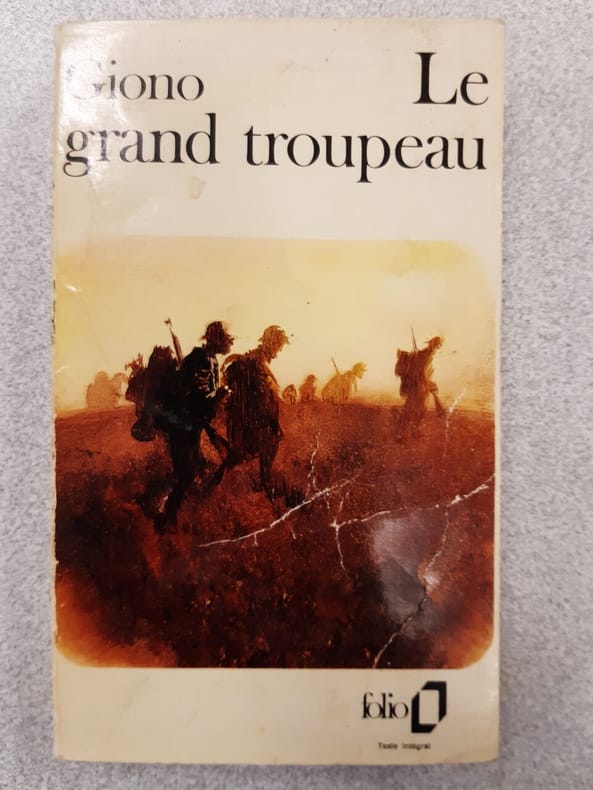 Giono Le
grand troupeau
folio
Texte intégral